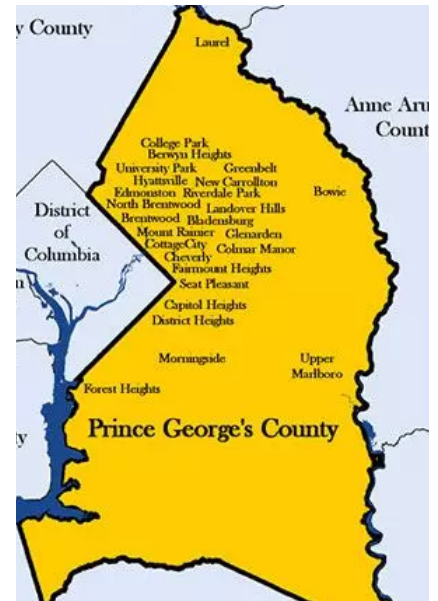 y County
Laurel
Anne Aru
Count
College Park
Berwyn Heights
University Park Greenbelt
Hyattsville New Carrollton
Edmonston Riverdale Park
Bowie
North Brentwood Landover Hills
District
of
Columbia
Brentwood Bladensburg
Mount Rainier Glenarden
CottageCity Colmar Manor
Cheverly
Fairmount Heights
Seat Pleasant
n
Capitol Heights
District Heights
Morningside
Upper
Marlboro
Forest Heights
Prince George's County
y